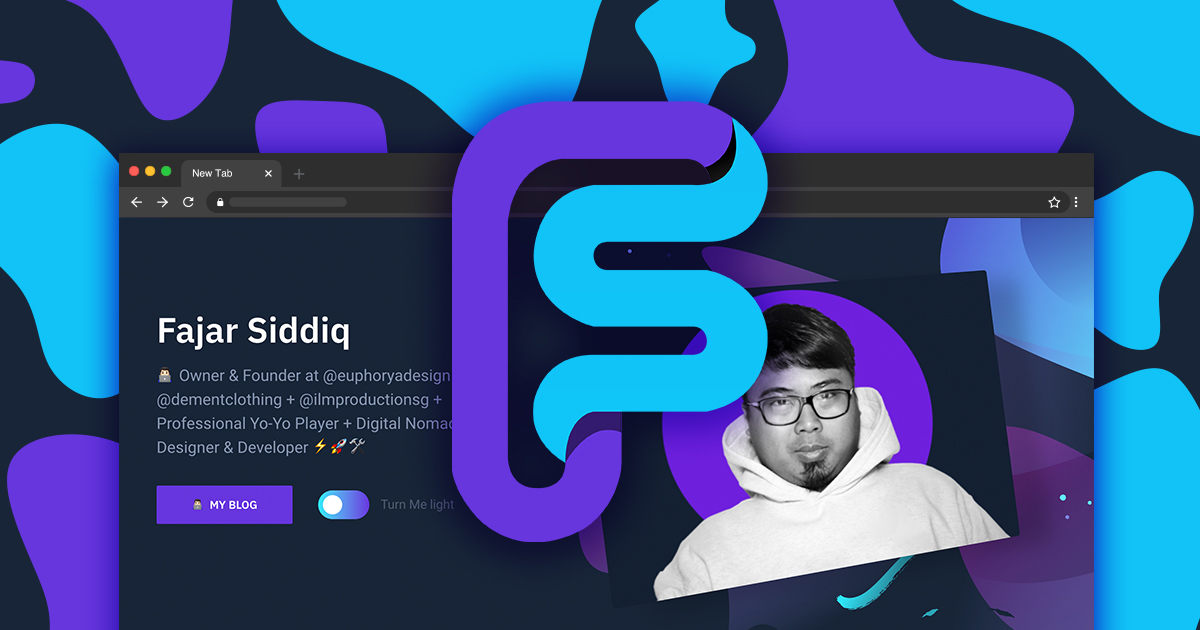 New Tab
Fajar Siddiq
👨🏻‍💻 Owner & Founder at @euphoryadesign
@dementclothing + @ilmproductionsg +
Professional Yo-Yo Player + Digital Nomad
Designer & Developer ⚡🚀🛠
MY BLOG
Turn Me light